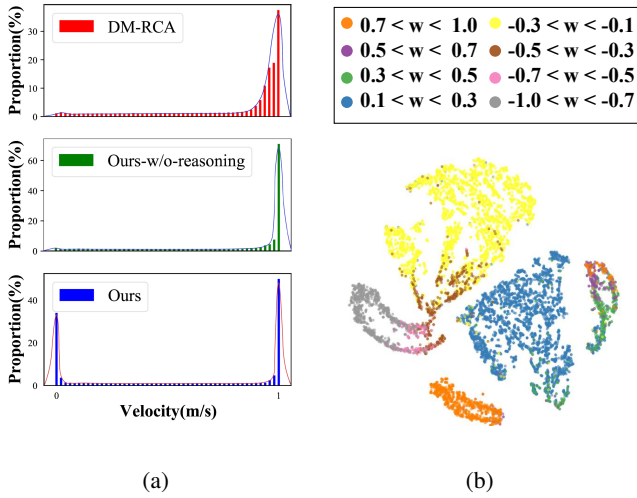 Proportion(%)
30
20
10
0
DM-RCA
Proportion(%)
60
40
20
0
Ours-w/o-reasoning
Proportion(%)
40
20
0
Ours
0 1
Velocity(m/s)
(a)
0.7 < w < 1.0 -0.3 < w < -0.1
0.5 < w < 0.7 -0.5 < w < -0.3
0.3 < w < 0.5 -0.7 < w < -0.5
0.1 < w < 0.3 -1.0 < w < -0.7
(b)